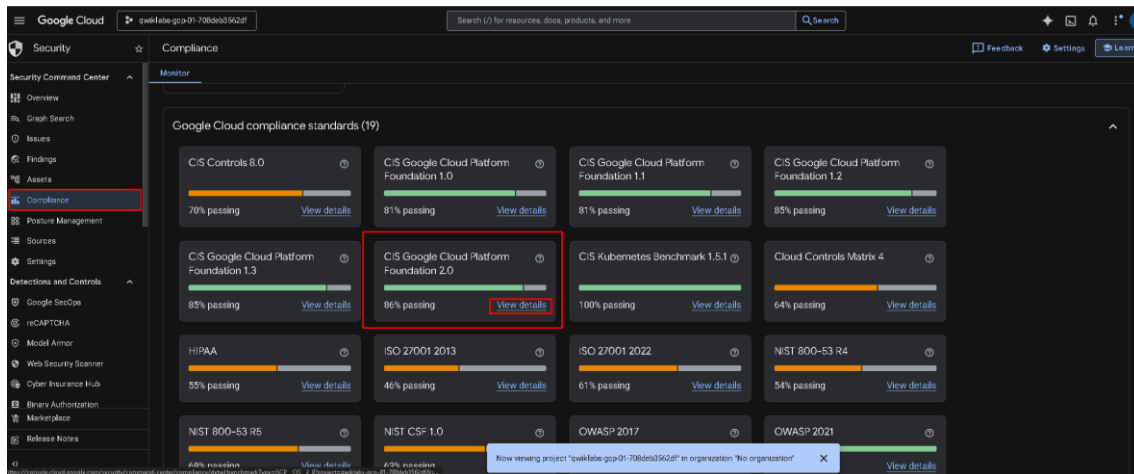 Google Cloud
qwiklabs-gcp-01-708deb3562df
Search (/) for resources, docs, products, and more
Search
Security
Compliance
Feedback
Settings
Learn
Security Command Center
Monitor
Overview
Graph Search
Issues
Findings
Assets
Compliance
Posture Management
Sources
Settings
Detections and Controls
Google SecOps
reCAPTCHA
Model Armor
Web Security Scanner
Cyber Insurance Hub
Binary Authorization
Marketplace
Release Notes
Google Cloud compliance standards (19)
CIS Controls 8.0
70% passing
View details
CIS Google Cloud Platform
Foundation 1.0
81% passing
View details
CIS Google Cloud Platform
Foundation 1.1
81% passing
View details
CIS Google Cloud Platform
Foundation 1.2
85% passing
View details
CIS Google Cloud Platform
Foundation 1.3
85% passing
View details
CIS Google Cloud Platform
Foundation 2.0
86% passing
View details
CIS Kubernetes Benchmark 1.5.1
100% passing
View details
Cloud Controls Matrix 4
64% passing
View details
HIPAA
55% passing
View details
ISO 27001 2013
46% passing
View details
ISO 27001 2022
61% passing
View details
NIST 800-53 R4
54% passing
View details
NIST 800-53 R5
68% passing
View details
NIST CSF 1.0
63% passing
OWASP 2017
OWASP 2021
View details
Now viewing project "qwiklabs-gcp-01-708deb3562df" in organization "No organization"